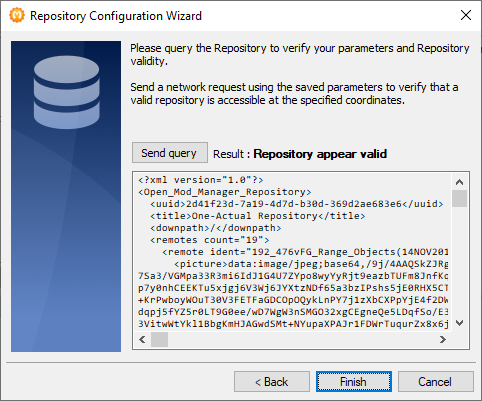 Repository Configuration Wizard
Please query the Repository to verify your parameters and Repository
validity.
Send a network request using the saved parameters to verify that a
valid repository is accessible at the specified coordinates.
Send query Result : Repository appear valid
<?xml version="1.0"?>
<Open_Mod_Manager_Repository>
<uuid>2d41f23d-7a19-4d7d-b30d-369d2ae683e6</uuid>
<title>One-Actual Repository</title>
<downpath>/</downpath>
<remotes count="19">
<remote ident="192_476vFG_Range_Objects(14NOV201
<picture>data:image/jpeg;base64,/9j/4AAQSkZJRg
7Sa3/VGMpa33R3mi6IdJ1G4U7ZYpo8wyYyRjt9eazbTUFm8JnfKo
p7y0nhCEEKTu5xjgj6V3Wj6JYXtzNDf65a3bzIPshs5jE0RHX5CT
+KrPwboyWOuT30V3FETFaGDCOpOQykLnPY7j1zXbCXPpYjE4f2DW
dqpj5fYZ5r0LT9G0ee/wD7WgW3nSMGO32xgCEgneQe5LDqfSo/E3
3VitwWtYkl1BbgKmHJAGwdSMt+NYupaXPAJr1FDWrTuqurZx8x6j
< Back Finish Cancel